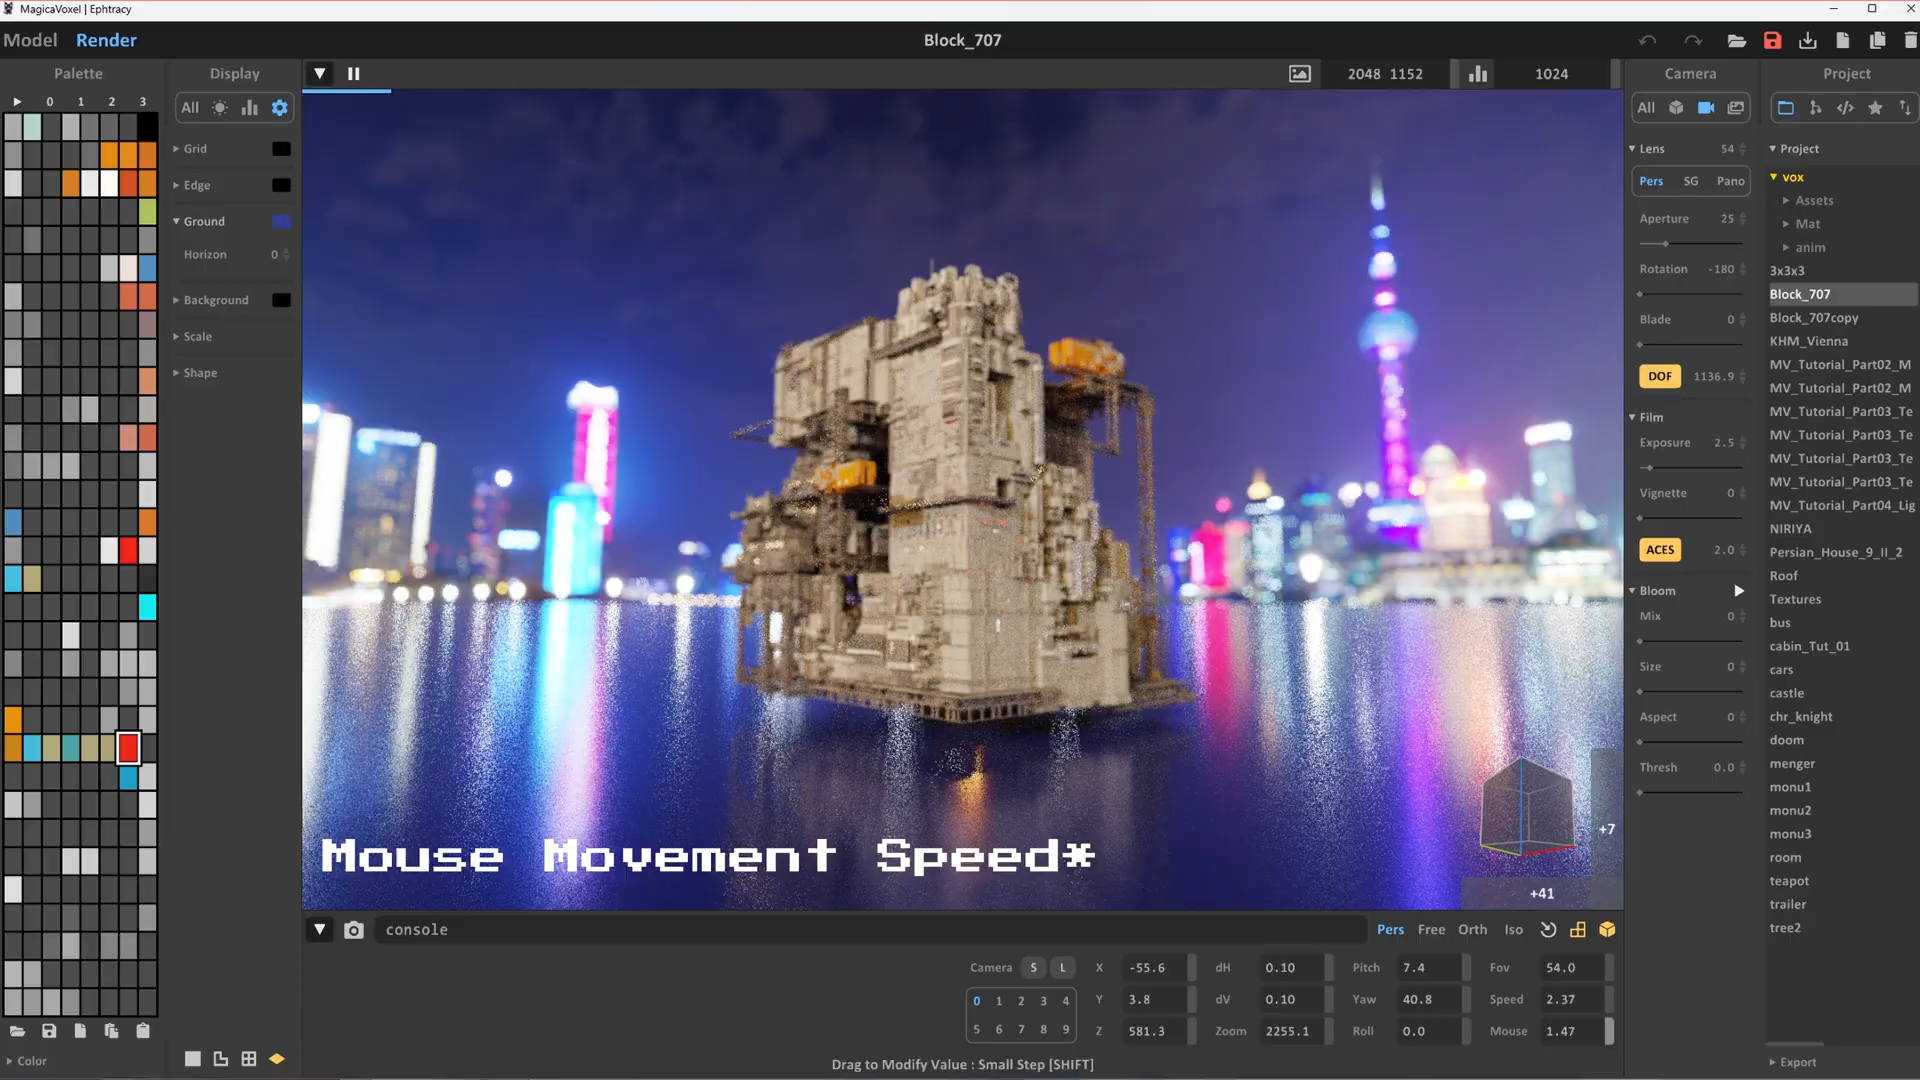 MagicaVoxel | Ephtracy
Model Render
Block_707
Palette
0 1 2 3
Color
Display
All
Grid
Edge
Ground
Horizon 0
Background
Scale
Shape
2048 1152
1024
Mouse Movement Speed*
+7
+41
console
Pers Free Orth Iso
Camera S L
0 1 2 3 4
5 6 7 8 9
X -55.6 dH 0.10 Pitch 7.4 Fov 54.0
Y 3.8 dV 0.10 Yaw 40.8 Speed 2.37
Z 581.3 Zoom 2255.1 Roll 0.0 Mouse 1.47
Drag to Modify Value : Small Step [SHIFT]
Camera
All
Lens 54
Pers SG Pano
Aperture 25
Rotation -180
Blade 0
DOF 1136.9
Film
Exposure 2.5
Vignette 0
ACES 2.0
Bloom
Mix 0
Size 0
Aspect 0
Thresh 0.0
Project
Project
vox
Assets
Mat
anim
3x3x3
Block_707
Block_707copy
KHM_Vienna
MV_Tutorial_Part02_M
MV_Tutorial_Part02_M
MV_Tutorial_Part03_Te
MV_Tutorial_Part03_Te
MV_Tutorial_Part03_Te
MV_Tutorial_Part03_Te
MV_Tutorial_Part04_Lig
NIRIYA
Persian_House_9_II_2
Roof
Textures
bus
cabin_Tut_01
cars
castle
chr_knight
doom
menger
monu1
monu2
monu3
room
teapot
trailer
tree2
Export